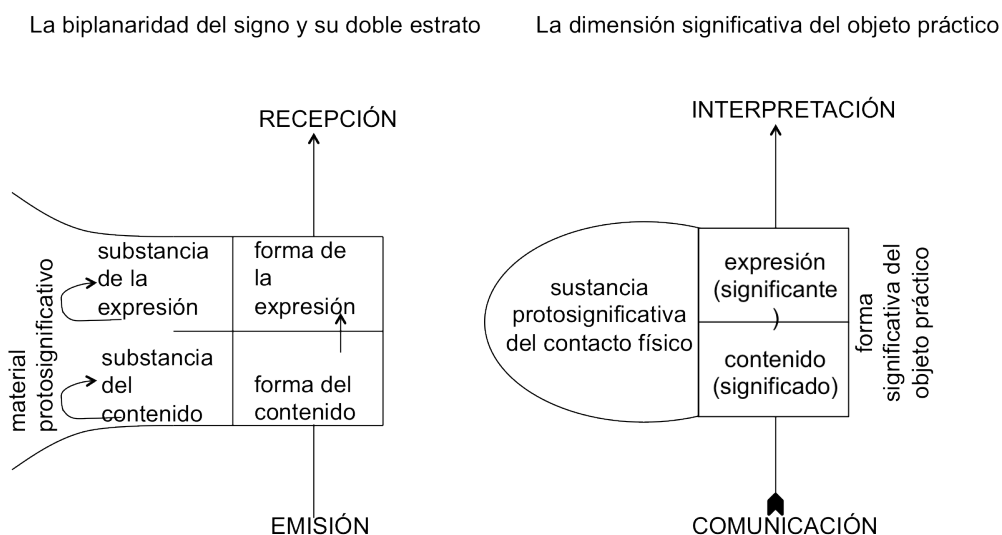 La biplanaridad del signo y su doble estrato
RECEPCIÓN
material
protosignificativo
substancia
de la
expresión
forma de
la
expresión
substancia
del
contenido
forma del
contenido
EMISIÓN
La dimensión significativa del objeto práctico
INTERPRETACIÓN
sustancia
protosignificativa
del contacto físico
expresión
(significante
)
contenido
(significado)
forma
significativa del
objeto práctico
COMUNICACIÓN